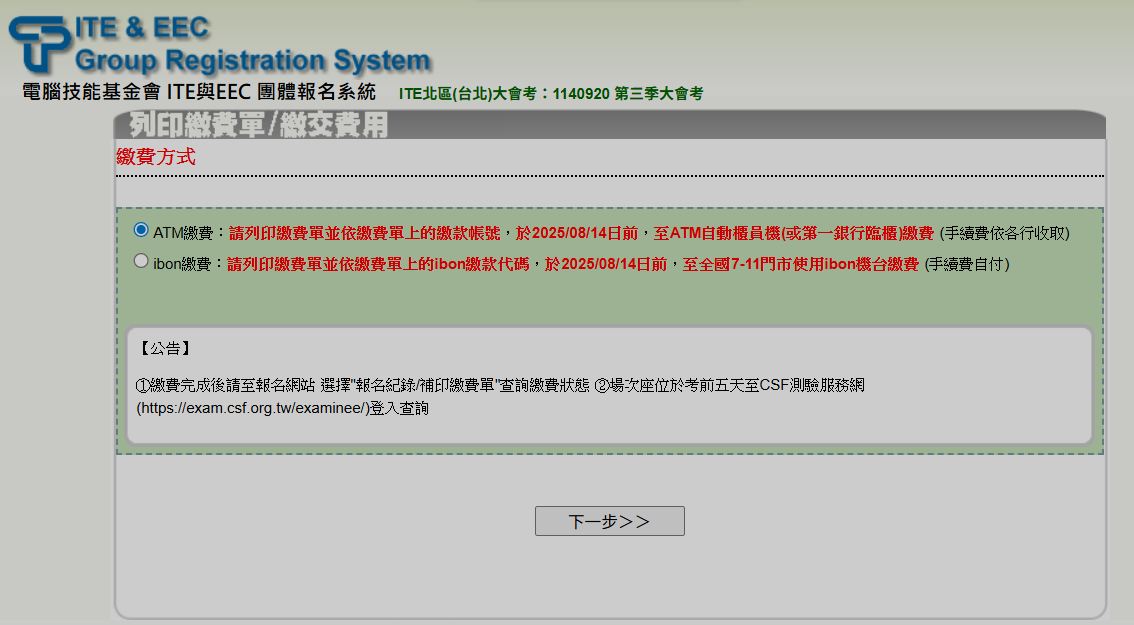 ITE & EEC
Group Registration System
電腦技能基金會 ITE與EEC 團體報名系統 ITE北區(台北)大會考：1140920 第三季大會考
列印繳費單/繳交費用
繳費方式
ATM繳費：請列印繳費單並依繳費單上的繳款帳號，於2025/08/14日前，至ATM自動櫃員機(或第一銀行臨櫃)繳費 (手續費依各行收取)
ibon繳費：請列印繳費單並依繳費單上的ibon繳款代碼，於2025/08/14日前，至全國7-11門市使用ibon機台繳費 (手續費自付)
【公告】
①繳費完成後請至報名網站 選擇"報名紀錄/補印繳費單"查詢繳費狀態 ②場次座位於考前五天至CSF測驗服務網
(https://exam.csf.org.tw/examinee/)登入查詢
下一步＞＞